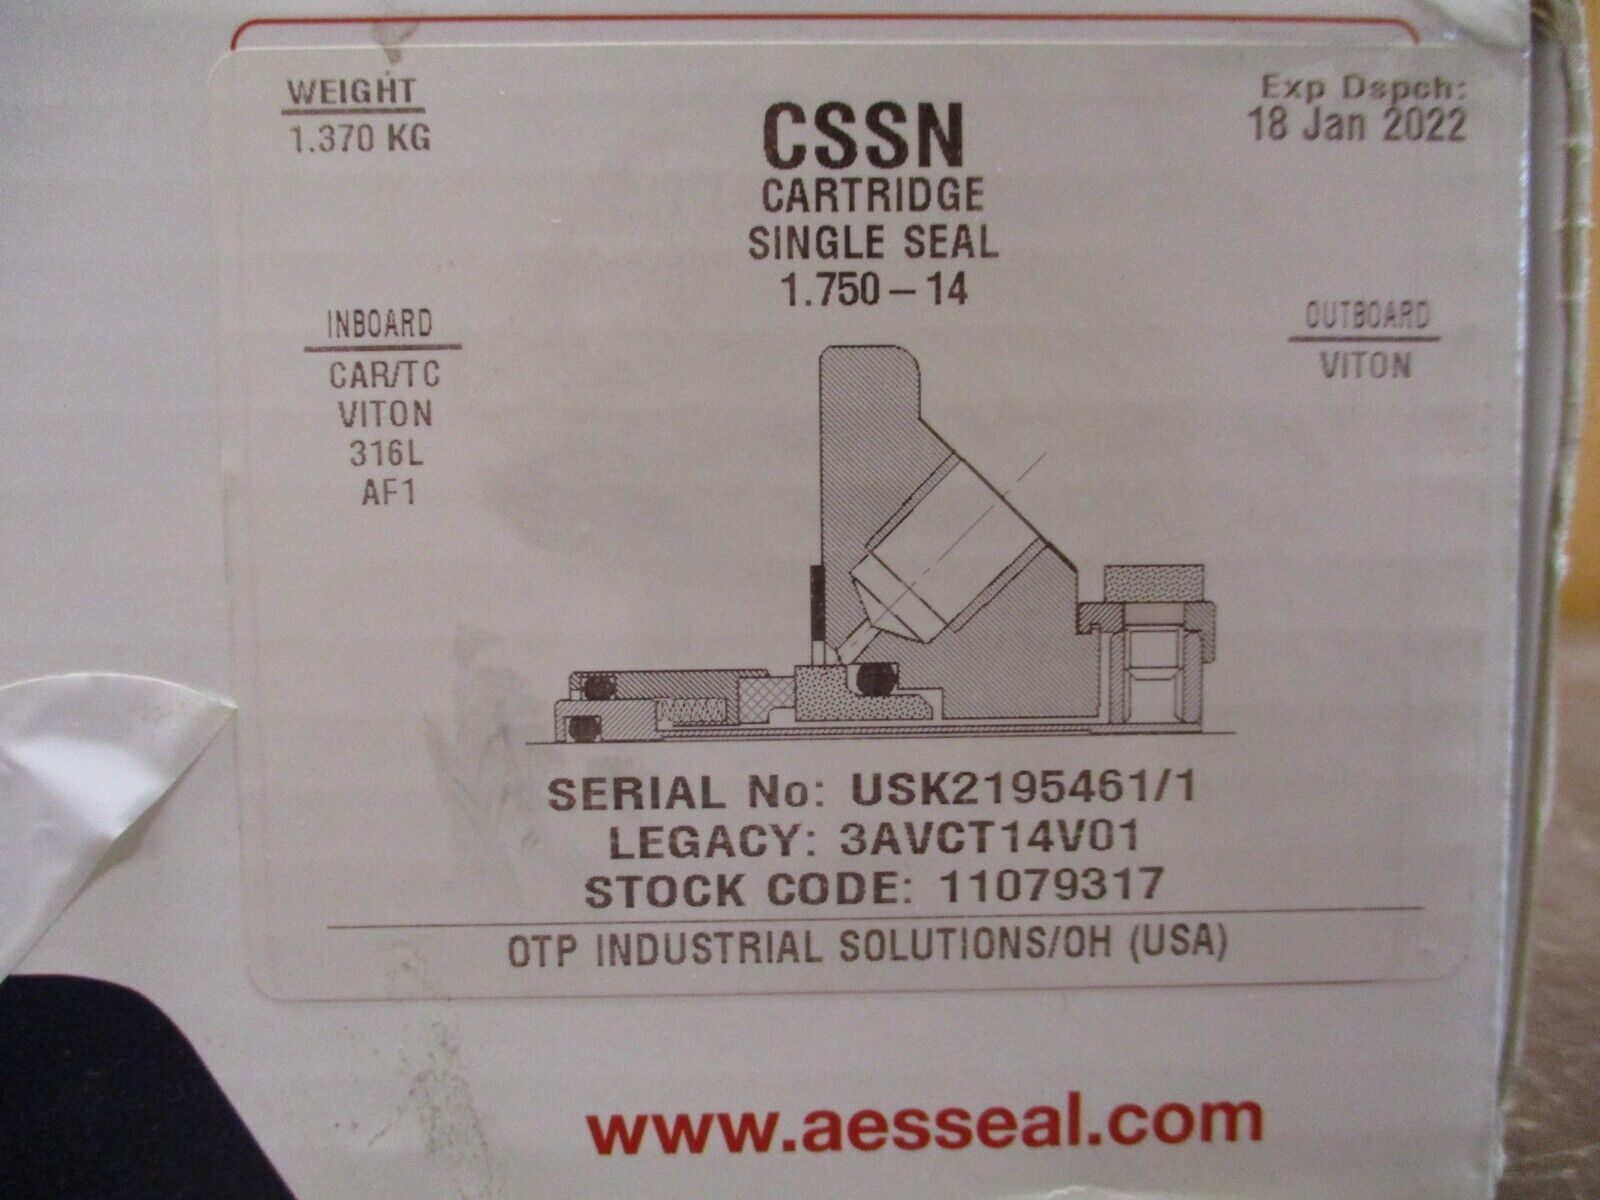 WEIGHT
1.370 KG
CSSN
CARTRIDGE
SINGLE SEAL
1.750-14
Exp Dspch:
18 Jan 2022
INBOARD
CAR/TC
VITON
316L
AF1
OUTBOARD
VITON
SERIAL No: USK2195461/1
LEGACY: 3AVCT14V01
STOCK CODE: 11079317
OTP INDUSTRIAL SOLUTIONS/OH (USA)
www.aesseal.com